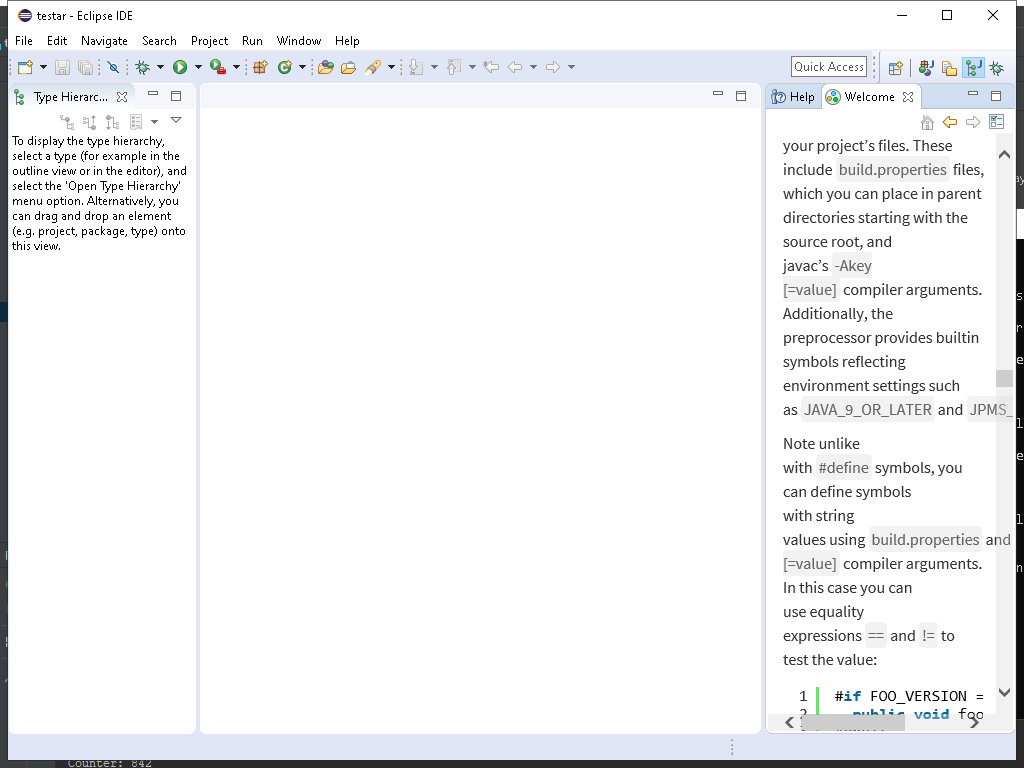 testar - Eclipse IDE
File Edit Navigate Search Project Run Window Help
Quick Access
Type Hierarc...
Help Welcome
To display the type hierarchy,
select a type (for example in the
outline view or in the editor), and
select the 'Open Type Hierarchy'
menu option. Alternatively, you
can drag and drop an element
(e.g. project, package, type) onto
this view.
your project’s files. These
include build.properties files,
which you can place in parent
directories starting with the
source root, and
javac’s -Akey
[=value] compiler arguments.
Additionally, the
preprocessor provides builtin
symbols reflecting
environment settings such
as JAVA_9_OR_LATER and JPMS_
Note unlike
with #define symbols, you
can define symbols
with string
values using build.properties and
[=value] compiler arguments.
In this case you can
use equality
expressions == and != to
test the value:
1 #if FOO_VERSION =
2 public void foo
Counter: 842